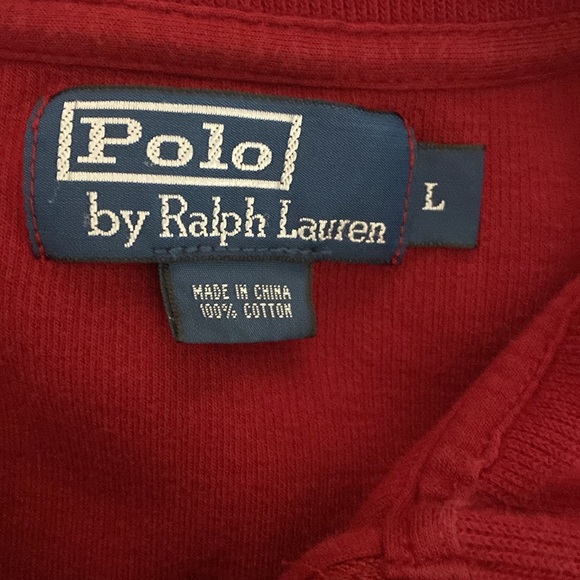 Polo
by Ralph Lauren
L
MADE IN CHINA
100% COTTON